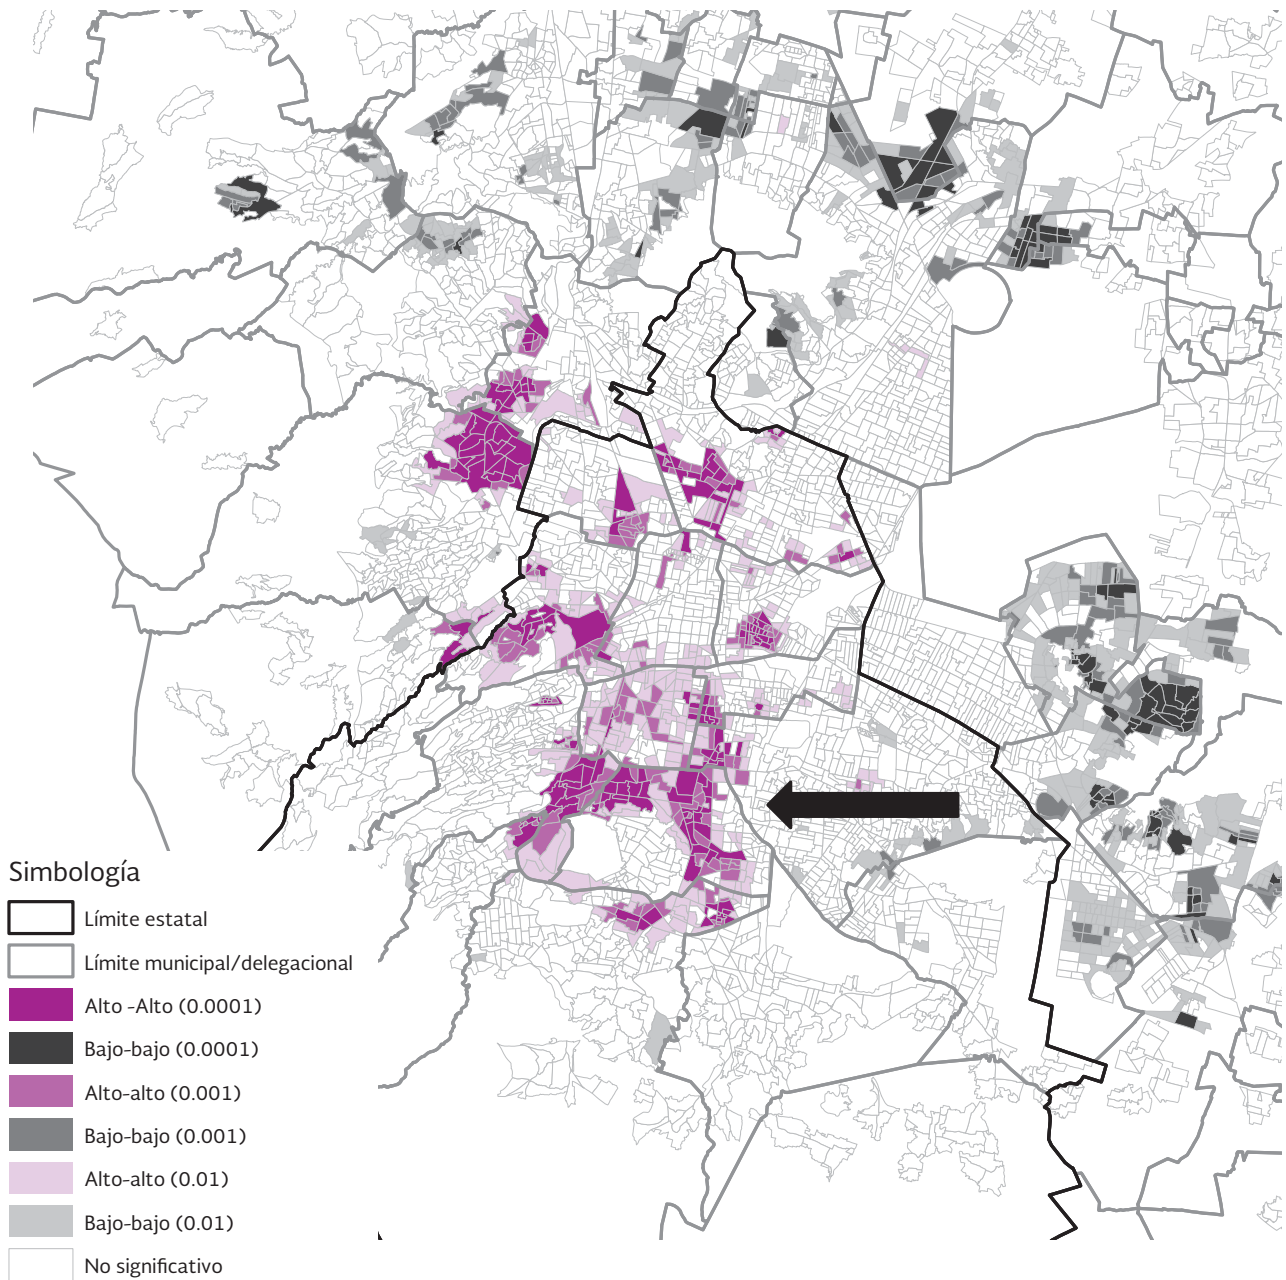 Simbología
Límite estatal
Límite municipal/delegacional
Alto -Alto (0.0001)
Bajo-bajo (0.0001)
Alto-alto (0.001)
Bajo-bajo (0.001)
Alto-alto (0.01)
Bajo-bajo (0.01)
No significativo